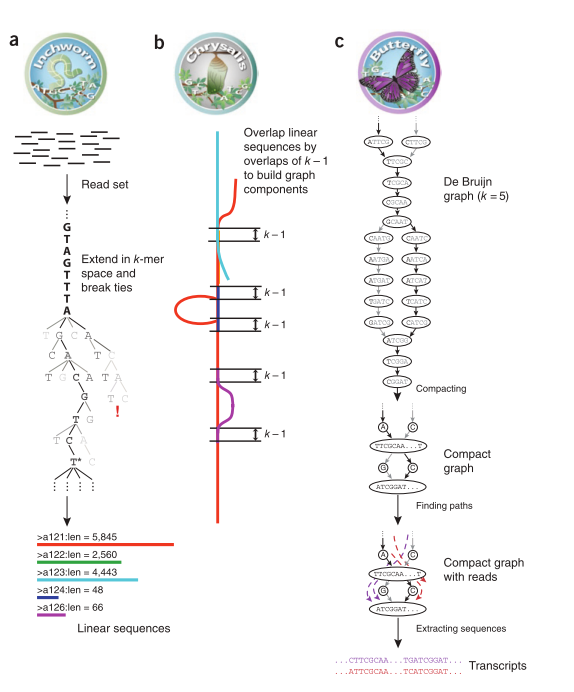 a
Inchworm
Read set
G
T
A
G
T
T
T
A
Extend in k-mer
space and
break ties
T G C A
C A T C
T G C A T A
G T C
!
G
T
T C A
T* C
>a121:len = 5,845
>a122:len = 2,560
>a123:len = 4,443
>a124:len = 48
>a126:len = 66
Linear sequences
b
Chrysalis
Overlap linear
sequences by
overlaps of k – 1
to build graph
components
k – 1
k – 1
k – 1
k – 1
k – 1
c
Butterfly
ATTCG CTTCG
TTCGC
TCGCA
CGCAA
GCAAT
CAATG CAATC
AATGA AATCA
ATGAT ATCAT
TGATC TCATC
GATCG CATCG
ATCGG
TCGGA
CGGAT
De Bruijn
graph (k = 5)
Compacting
A C
TTCGCAA...T
G C
ATCGGAT...
Compact
graph
Finding paths
A C
TTCGCAA...T
G C
ATCGGAT...
Compact graph
with reads
Extracting sequences
...CTTCGCAA...TGATCGGAT...
...ATTCGCAA...TCATCGGAT...
Transcripts